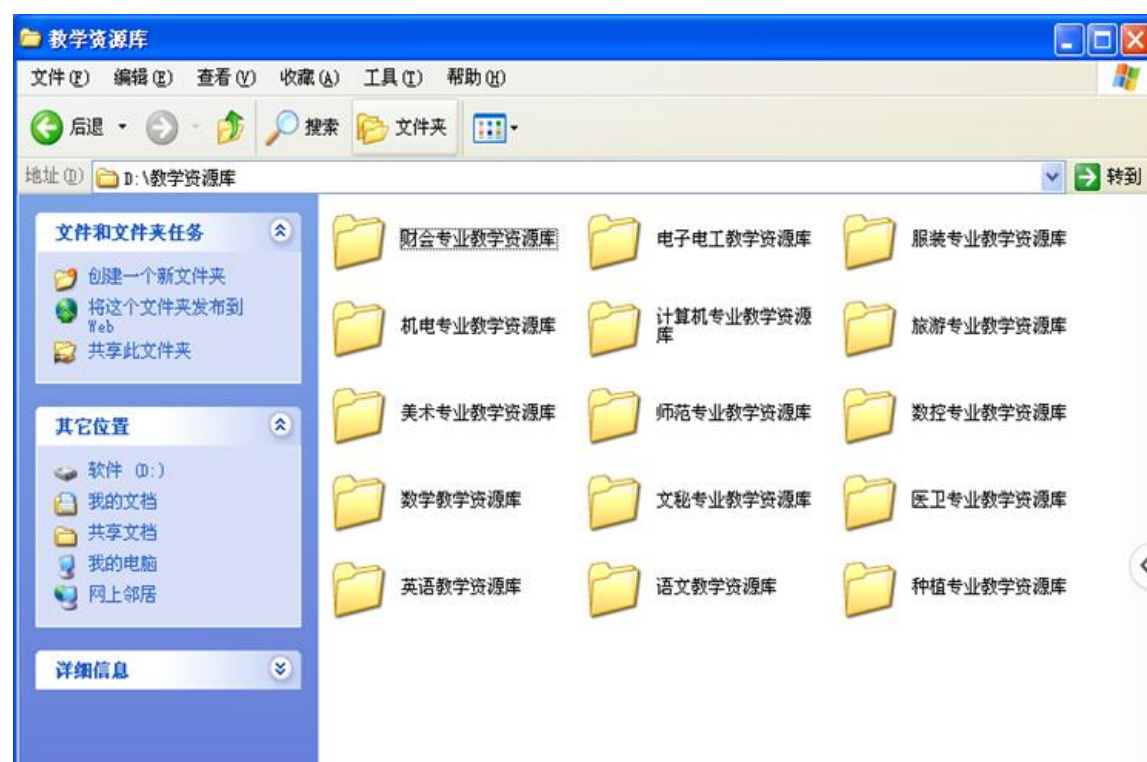 教学资源库
文件(F) 编辑(E) 查看(V) 收藏(A) 工具(T) 帮助(H)
后退 搜索 文件夹
地址(D) D:\教学资源库 转到
文件和文件夹任务
创建一个新文件夹
将这个文件夹发布到
Web
共享此文件夹
其它位置
软件 (D:)
我的文档
共享文档
我的电脑
网上邻居
详细信息
财会专业教学资源库 电子电工教学资源库 服装专业教学资源库
机电专业教学资源库 计算机专业教学资源
库 旅游专业教学资源库
美术专业教学资源库 师范专业教学资源库 数控专业教学资源库
数学教学资源库 文秘专业教学资源库 医卫专业教学资源库
英语教学资源库 语文教学资源库 种植专业教学资源库